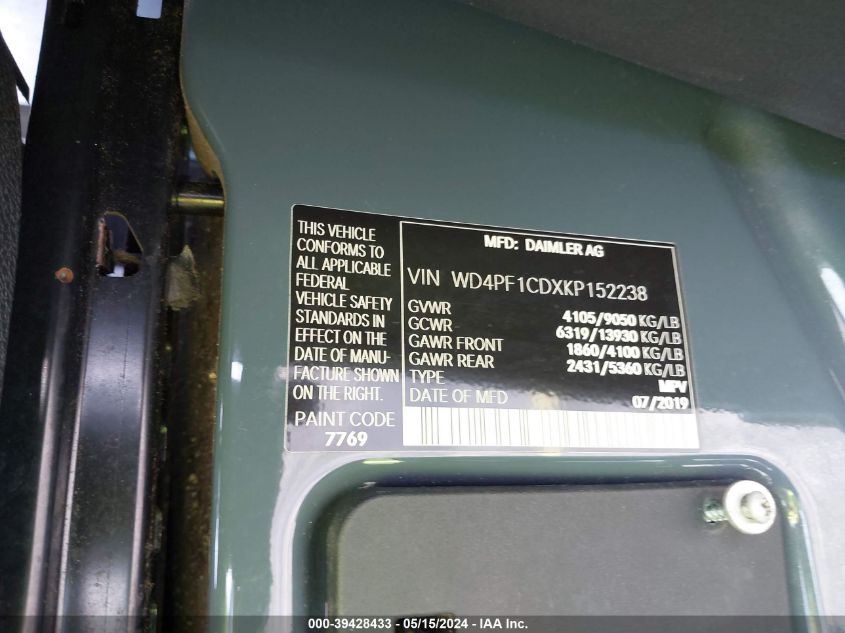 THIS VEHICLE
CONFORMS TO
ALL APPLICABLE
FEDERAL
VEHICLE SAFETY
STANDARDS IN
EFFECT ON THE
DATE OF MANU-
FACTURE SHOWN
ON THE RIGHT.
PAINT CODE
7769
MFD: DAIMLER AG
VIN WD4PF1CDXKP152238
GVWR 4105/9050 KG/LB
GCWR 6319/13930 KG/LB
GAWR FRONT 1860/4100 KG/LB
GAWR REAR 2431/5360 KG/LB
TYPE MPV
DATE OF MFD 07/2019
000-39428433 - 05/15/2024 - IAA Inc.